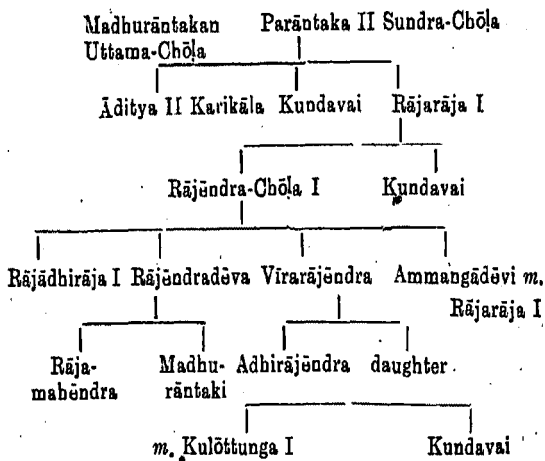 Madhurāntakan Parāntaka II Sundra-Chōḷa
Uttama-Chōḷa
Āditya II Karikāla Kundavai Rājarāja I
Rājēndra-Chōḷa I Kundavai
Rājādhirāja I Rājēndradēva Vīrarājēndra Ammangādēvi m.
Rājarāja I
Rāja- Madhu- Adhirājēndra daughter.
mahēndra rāntaki
m. Kulōttunga I Kundavai